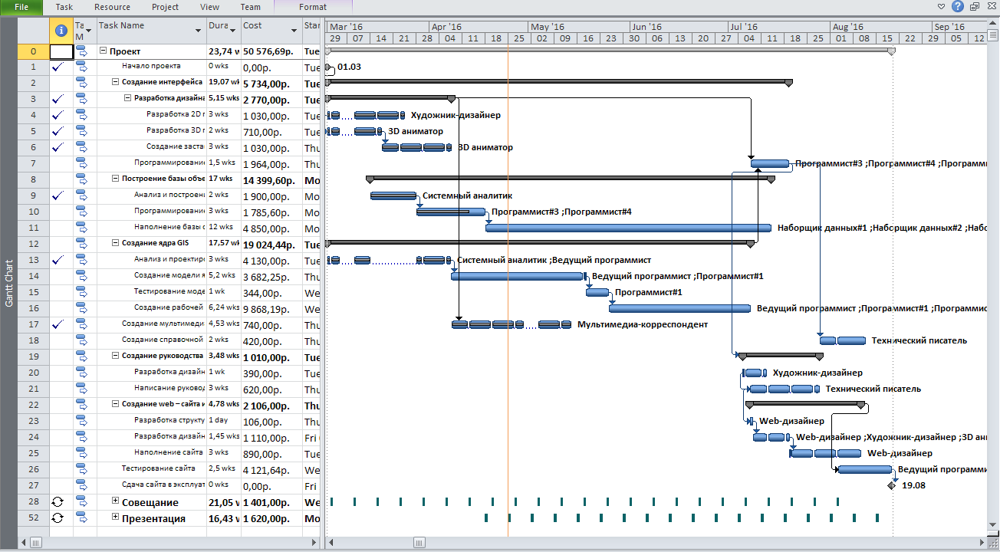 File Task Resource Project View Team Format
Task Name Dura Cost Star
Mar '16 Apr '16 May '16 Jun '16 Jul '16 Aug '16 Sep '16
29 07 14 21 28 04 11 18 25 02 09 16 23 30 06 13 20 27 04 11 18 25 01 08 15 22 29 05 12
0 Проект 23,74 w 50 576,69р. Tue
1 Начало проекта 0 wks 0,00р. Tue 01.03
2 Создание интерфейса 19,07 wk 5 734,00р. Tue
3 Разработка дизайна 5,15 wks 2 770,00р. Tue
4 Разработка 2D 3 wks 1 030,00р. Tue Художник-дизайнер
5 Разработка 3D 2 wks 710,00р. Tue 3D аниматор
6 Создание заста 3 wks 1 030,00р. Thu 3D аниматор
7 Программирование 1,5 wks 1 964,00р. Thu Программист#3 ;Программист#4 ;Программ
8 Построение базы объе 17 wks 14 399,60р. Mo
9 Анализ и построен 2 wks 1 900,00р. Mo Системный аналитик
10 Программирование 3 wks 1 785,60р. Mo Программист#3 ;Программист#4
11 Наполнение базы 12 wks 4 850,00р. Mo Наборщик данных#1 ;Наборщик данных#2 ;Набо
12 Создание ядра GIS 17,57 wk 19 024,44р. Tue
13 Анализ и проектиро 3 wks 4 130,00р. Tue Системный аналитик ;Ведущий программист
14 Создание модели 5,2 wks 3 682,25р. Tue Ведущий программист ;Программист#1
15 Тестирование моде 1 wk 344,00р. We Программист#1
16 Создание рабочей 6,24 wks 9 868,19р. We Ведущий программист ;Программист#1 ;Программис
17 Создание мультемеди 4,53 wks 740,00р. Tue Мультимедиа-корреспондент
18 Создание справочной 2 wks 420,00р. Tue Технический писатель
19 Создание руководства 3,48 wks 1 010,00р. Tue
20 Разработка дизайн 1 wk 390,00р. Tue Художник-дизайнер
21 Написание руковод 3 wks 620,00р. Tue Технический писатель
22 Создание web – сайта и 4,78 wks 2 106,00р. Thu
23 Разработка структу 1 day 106,00р. Thu Web-дизайнер
24 Разработка дизайн 1,45 wks 1 110,00р. Fri Web-дизайнер ;Художник-дизайнер ;3D ани
25 Наполнение сайта 3 wks 890,00р. Tue Web-дизайнер
26 Тестирование сайта 2,5 wks 4 121,64р. We Ведущий программи
27 Сдача сайта в эксплуат 0 wks 0,00р. Fri 19.08
28 Совещание 21,05 w 1 401,00р. We
52 Презентация 16,43 w 1 620,00р. Mo
Gantt Chart